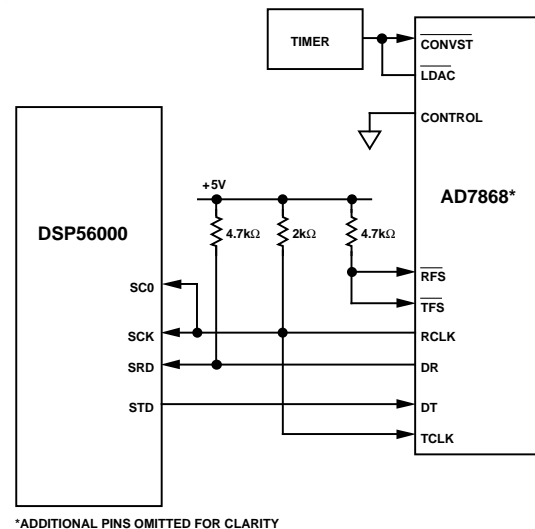 TIMER
CONVST
LDAC
CONTROL
+5V
AD7868*
DSP56000
4.7kΩ
2kΩ
4.7kΩ
SC0
RFS
TFS
SCK
RCLK
SRD
DR
STD
DT
TCLK
*ADDITIONAL PINS OMITTED FOR CLARITY